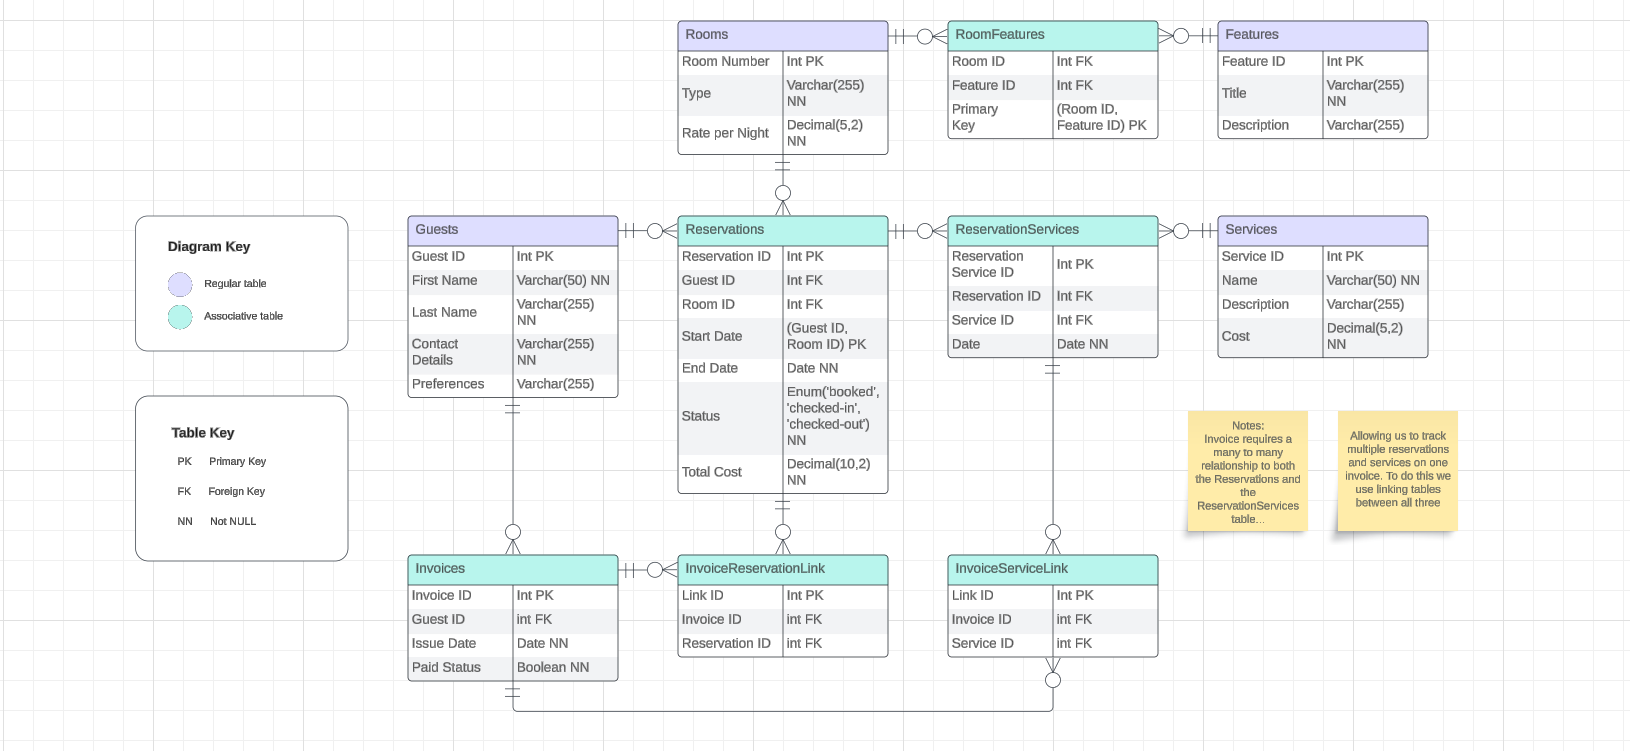 Rooms
Room Number Int PK
Type Varchar(255)
NN
Rate per Night Decimal(5,2)
NN
RoomFeatures
Room ID Int FK
Feature ID Int FK
Primary
Key
(Room ID,
Feature ID) PK
Features
Feature ID Int PK
Title Varchar(255)
NN
Description Varchar(255)
Diagram Key
Regular table
Associative table
Guests
Guest ID Int PK
First Name Varchar(50) NN
Last Name Varchar(255)
NN
Contact
Details
Varchar(255)
NN
Preferences Varchar(255)
Reservations
Reservation ID Int PK
Guest ID Int FK
Room ID Int FK
Start Date (Guest ID,
Room ID) PK
End Date Date NN
Status Enum('booked',
'checked-in',
'checked-out')
NN
Total Cost Decimal(10,2)
NN
ReservationServices
Reservation
Service ID
Int PK
Reservation ID Int FK
Service ID Int FK
Date Date NN
Services
Service ID Int PK
Name Varchar(50) NN
Description Varchar(255)
Cost Decimal(5,2)
NN
Table Key
PK Primary Key
FK Foreign Key
NN Not NULL
Notes:
Invoice requires a
many to many
relationship to both
the Reservations and
the
ReservationServices
table...
Allowing us to track
multiple reservations
and services on one
invoice. To do this we
use linking tables
between all three
Invoices
Invoice ID Int PK
Guest ID int FK
Issue Date Date NN
Paid Status Boolean NN
InvoiceReservationLink
Link ID Int PK
Invoice ID int FK
Reservation ID int FK
InvoiceServiceLink
Link ID Int PK
Invoice ID int FK
Service ID int FK